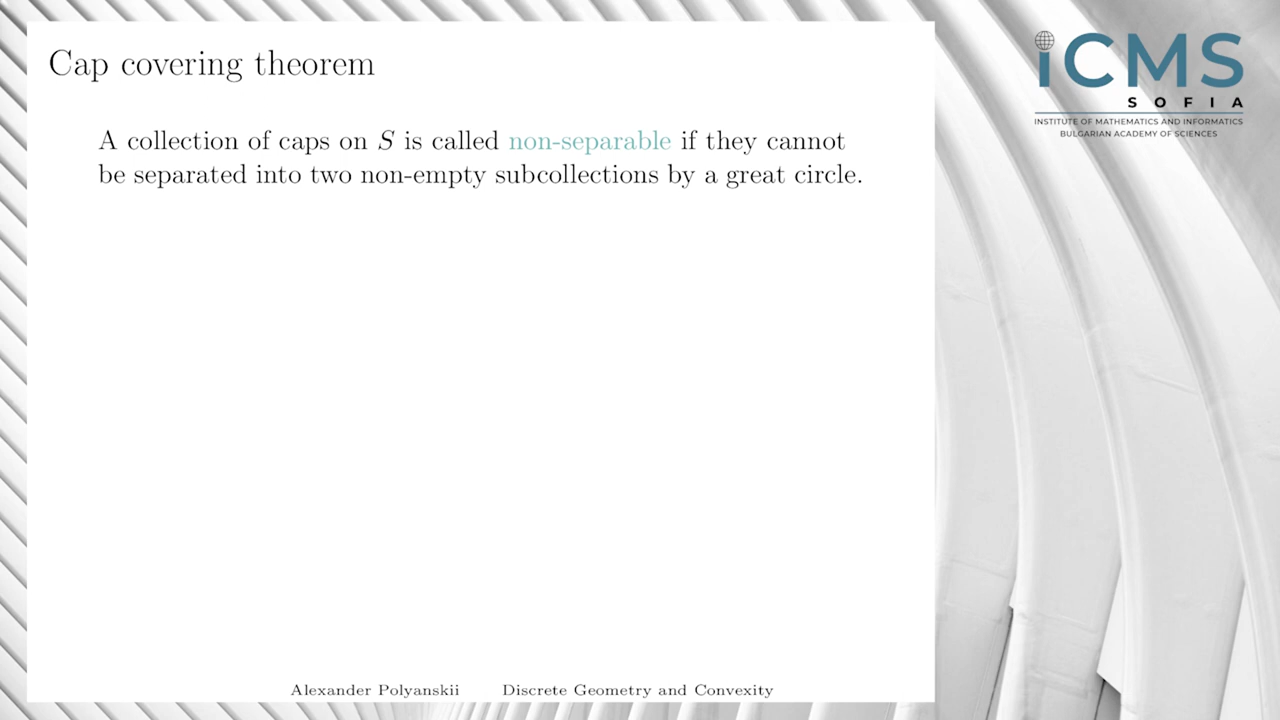 Cap covering theorem
A collection of caps on S is called non-separable if they cannot
be separated into two non-empty subcollections by a great circle.
Alexander Polyanskii Discrete Geometry and Convexity
iCMS
SOFIA
INSTITUTE OF MATHEMATICS AND INFORMATICS
BULGARIAN ACADEMY OF SCIENCES